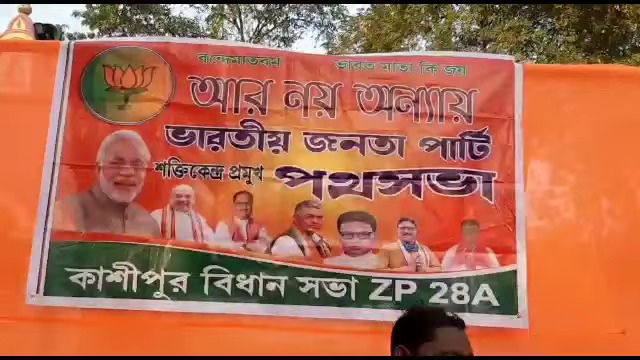 বন্দেমাতরম ভারত মাতা কি জয়
আর নয় অন্যায়
ভারতীয় জনতা পার্টি
শক্তিকেন্দ্র প্রমুখ পথসভা
কাশীপুর বিধান সভা ZP 28A